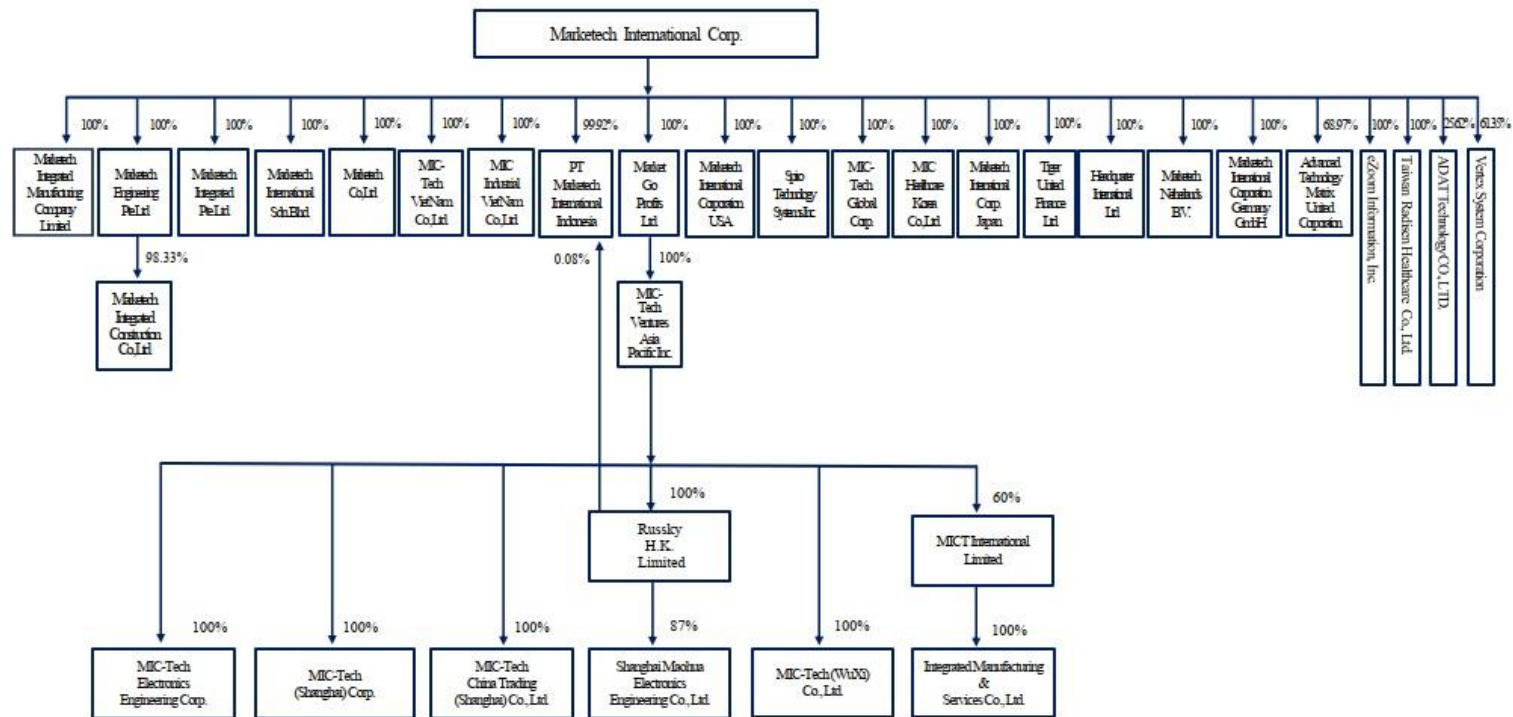 Marketech International Corp.
100%
100%
100%
100%
100%
100%
100%
99.92%
100%
100%
100%
100%
100%
100%
100%
100%
100%
100%
68.97%
100%
100%
25.62%
61.35%
Marketech
Integrated
Manufacturing
Company
Limited
Marketech
Engineering
Pte Ltd
Marketech
Integrated
Pte Ltd
Marketech
International
Sdn.Bhd
Marketech
Co,Ltd
MIC-
Tech
Viet Nam
Co,Ltd
MIC
Industrial
Viet Nam
Co,Ltd
PT
Marketech
International
Indonesia
Market
Go
Profits
Ltd
Marketech
International
Corporation
USA
Spiro
Technology
Systems Inc
MIC-
Tech
Global
Corp.
MIC
Healthcare
Korea
Co,Ltd
Marketech
International
Corp.
Japan
Tiger
United
Finance
Ltd
Headquarter
International
Ltd
Marketech
Netherlands
B.V.
Marketech
International
Corporation
Germany
GmbH
Advanced
Technology
Matrix
United
Corporation
eZoom Information, Inc.
Taiwan Radisen Healthcare Co., Ltd.
ADAT Technology CO., LTD.
Vertex System Corporation
98.33%
0.08%
100%
Marketech
Integrated
Construction
Co,Ltd
MIC-
Tech
Ventures
Asia
Pacific Inc.
100%
60%
Russky
H.K.
Limited
MICT International
Limited
100%
100%
100%
87%
100%
100%
MIC-Tech
Electronics
Engineering Corp.
MIC-Tech
(Shanghai) Corp.
MIC-Tech
China Trading
(Shanghai) Co., Ltd.
Shanghai Maohua
Electronics
Engineering Co., Ltd.
MIC-Tech (WuXi)
Co., Ltd.
Integrated Manufacturing
&
Services Co., Ltd.